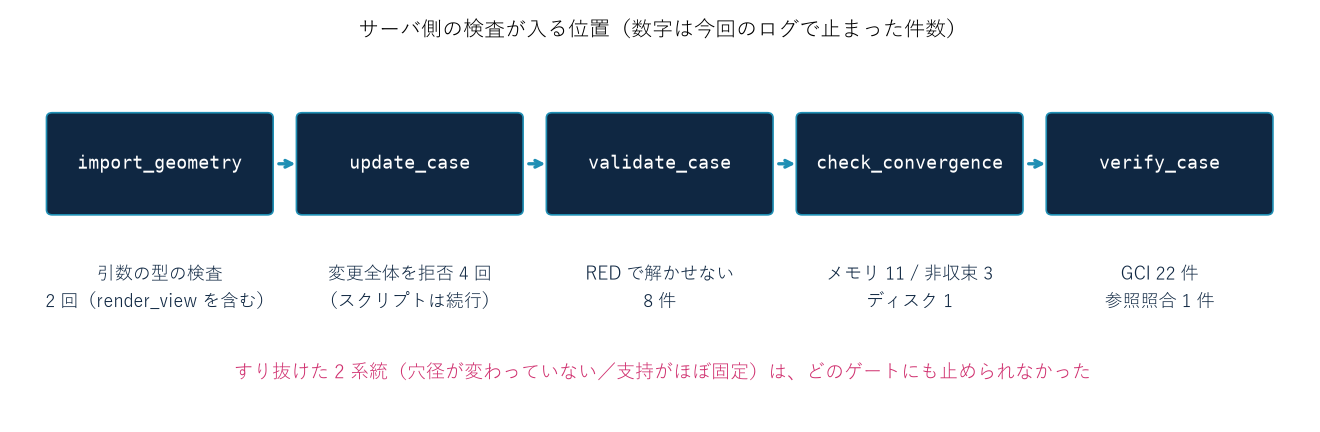 サーバ側の検査が入る位置（数字は今回のログで止まった件数）
import_geometry
update_case
validate_case
check_convergence
verify_case
引数の型の検査
2 回（render_view を含む）
変更全体を拒否 4 回
（スクリプトは続行）
RED で解かせない
8 件
メモリ 11 / 非収束 3
ディスク 1
GCI 22 件
参照照合 1 件
すり抜けた 2 系統（穴径が変わっていない／支持がほぼ固定）は、どのゲートにも止められなかった